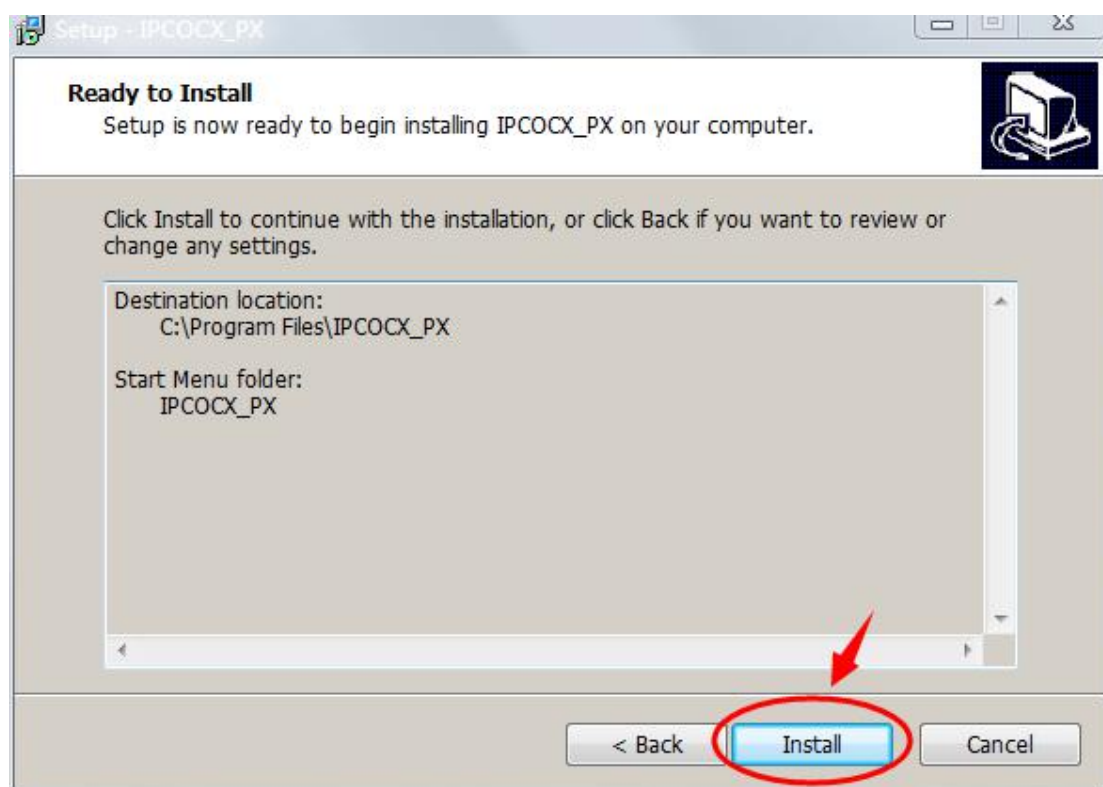 Setup - IPCOCX_PX
Ready to Install
Setup is now ready to begin installing IPCOCX_PX on your computer.
Click Install to continue with the installation, or click Back if you want to review or
change any settings.
Destination location:
C:\Program Files\IPCOCX_PX
Start Menu folder:
IPCOCX_PX
< Back
Install
Cancel